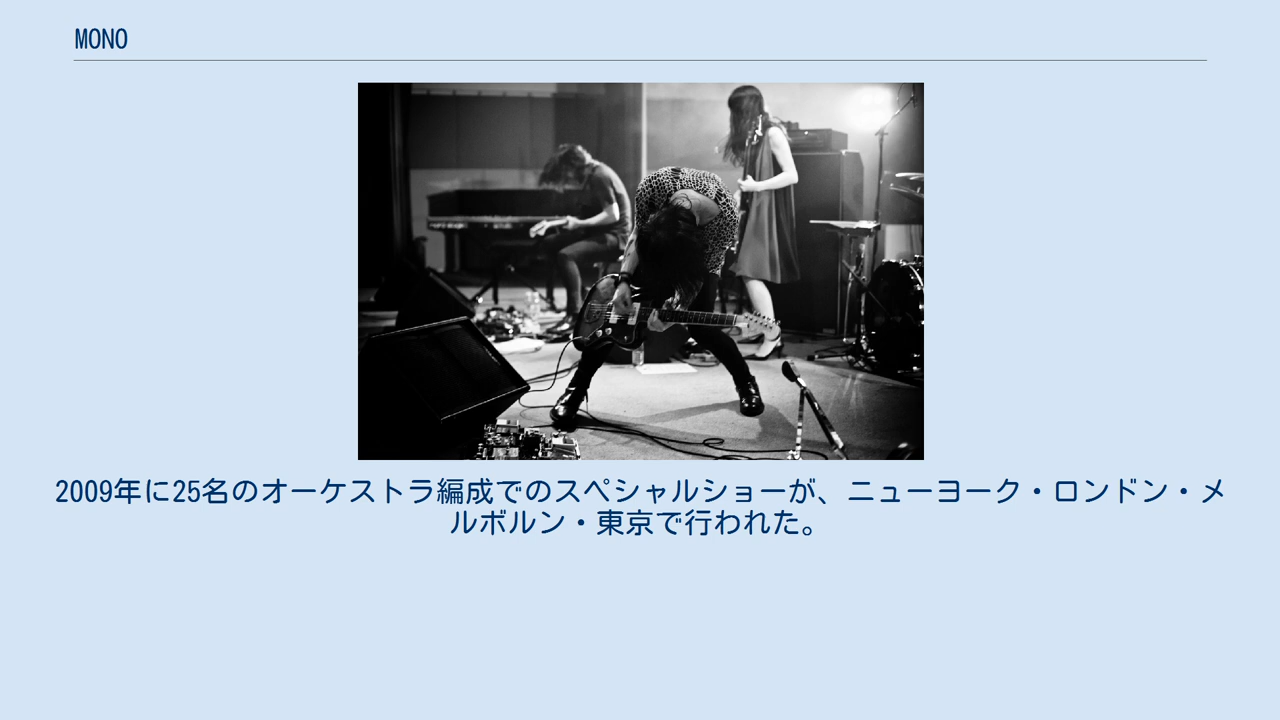 MONO
2009年に25名のオーケストラ編成でのスペシャルショーが、ニューヨーク・ロンドン・メ
ルボルン・東京で行われた。